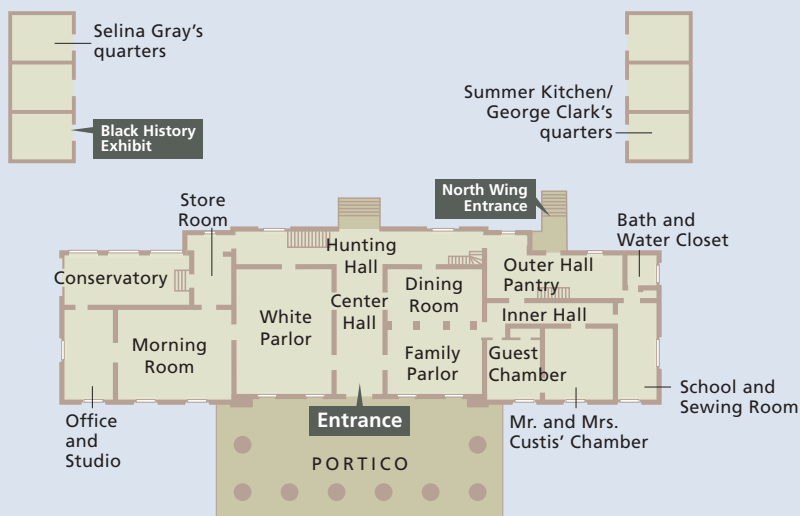 Selina Gray's
quarters
Black History
Exhibit
Summer Kitchen/
George Clark's
quarters
North Wing
Entrance
Store
Room
Bath and
Water Closet
Hunting
Hall
Conservatory
Outer Hall
Pantry
Dining
Room
Center
Hall
White
Parlor
Inner Hall
Morning
Room
Family
Parlor
Guest
Chamber
School and
Sewing Room
Office
and
Studio
Entrance
Mr. and Mrs.
Custis' Chamber
PORTICO